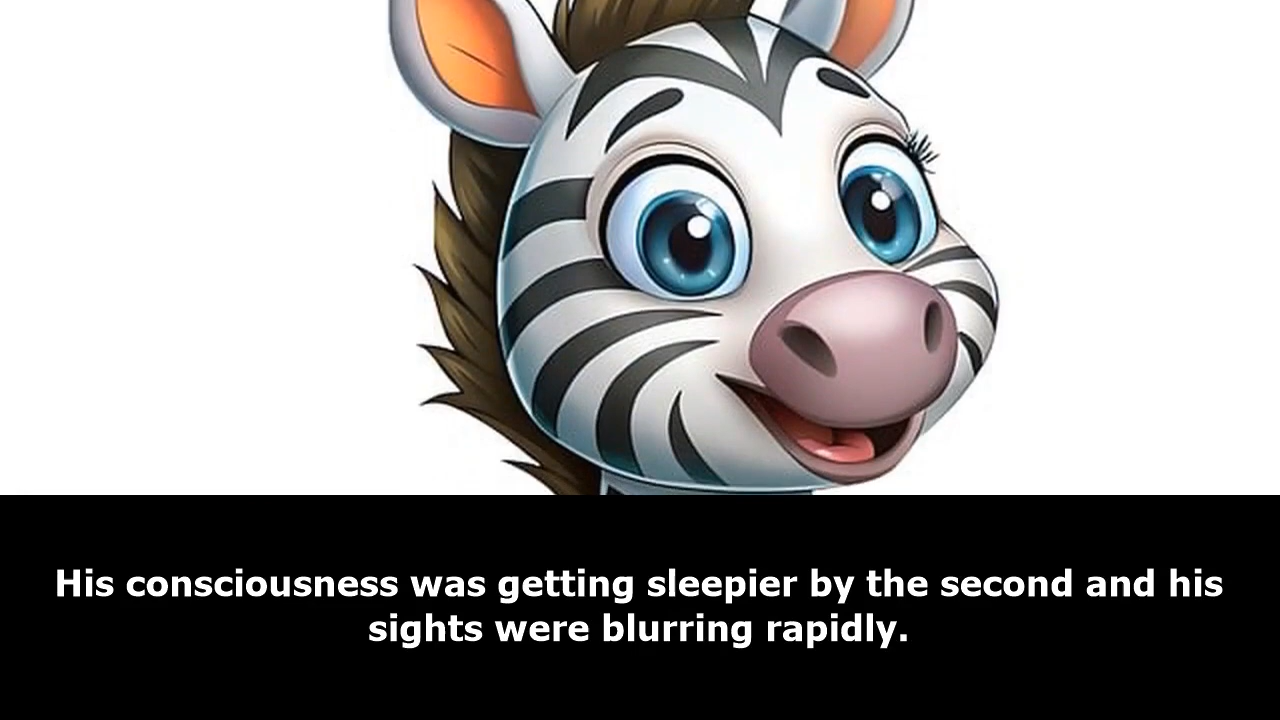 His consciousness was getting sleepier by the second and his
sights were blurring rapidly.